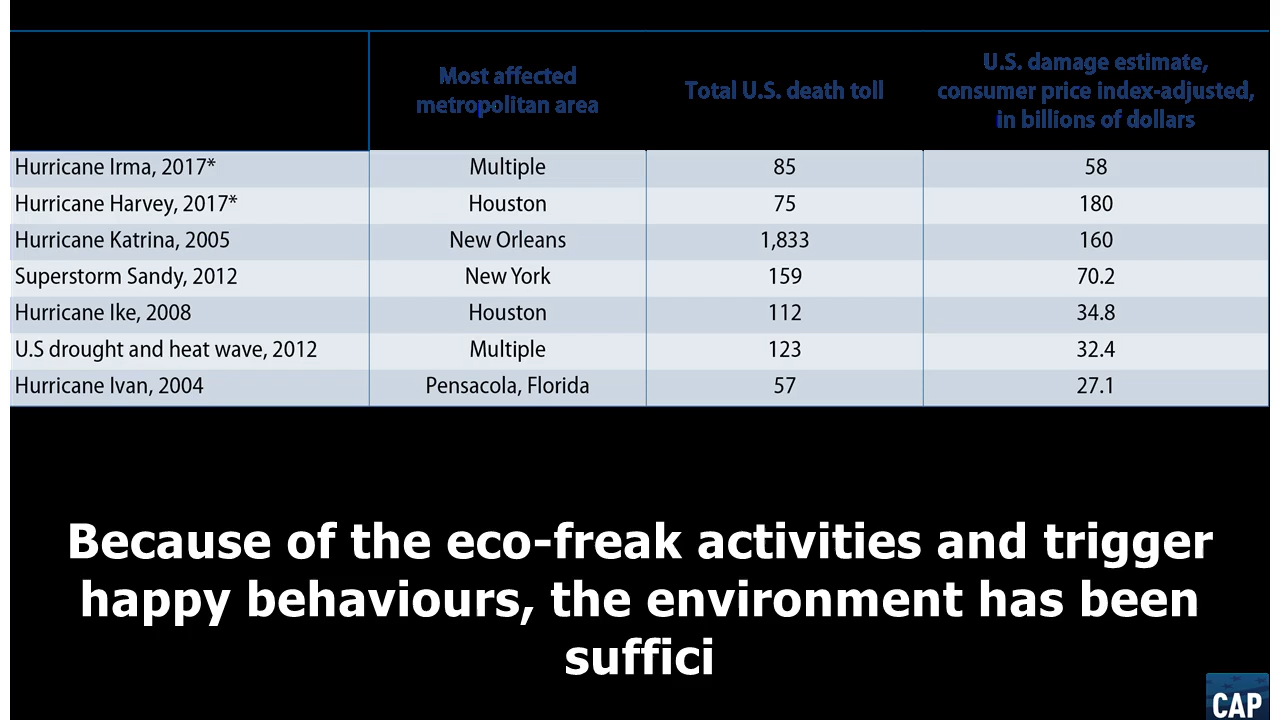 Most affected metropolitan area
Total U.S. death toll
U.S. damage estimate, consumer price index-adjusted, in billions of dollars
Hurricane Irma, 2017* Multiple 85 58
Hurricane Harvey, 2017* Houston 75 180
Hurricane Katrina, 2005 New Orleans 1,833 160
Superstorm Sandy, 2012 New York 159 70.2
Hurricane Ike, 2008 Houston 112 34.8
U.S drought and heat wave, 2012 Multiple 123 32.4
Hurricane Ivan, 2004 Pensacola, Florida 57 27.1
Because of the eco-freak activities and trigger
happy behaviours, the environment has been
suffici
CAP